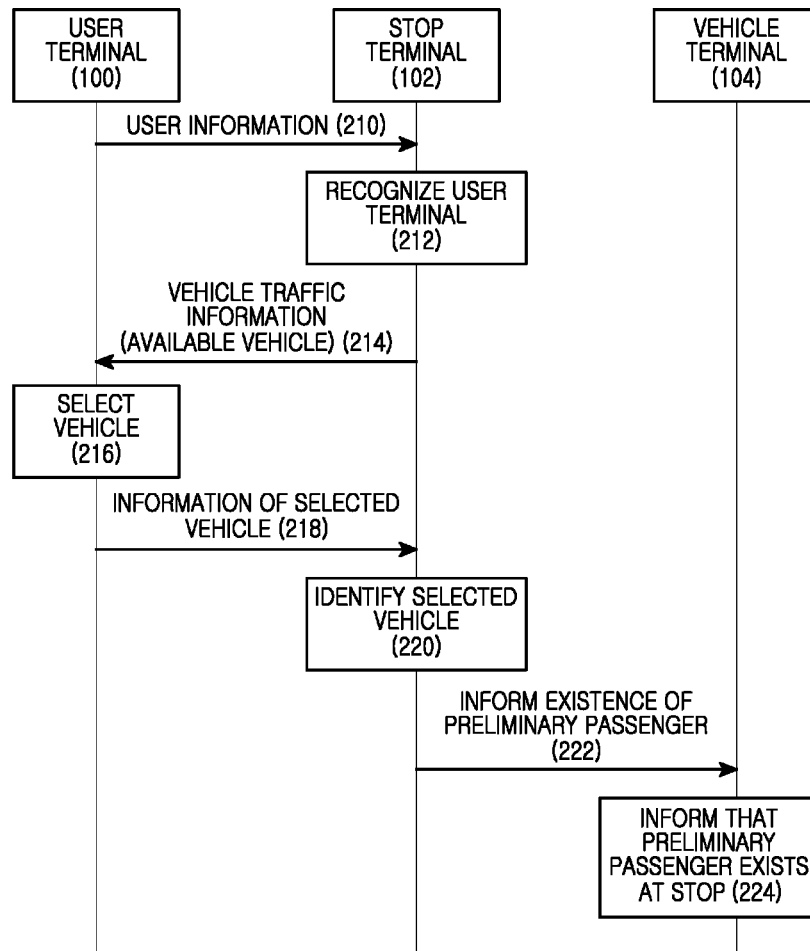 USER
TERMINAL
(100)
STOP
TERMINAL
(102)
VEHICLE
TERMINAL
(104)
USER INFORMATION (210)
RECOGNIZE USER
TERMINAL
(212)
VEHICLE TRAFFIC
INFORMATION
(AVAILABLE VEHICLE) (214)
SELECT
VEHICLE
(216)
INFORMATION OF SELECTED
VEHICLE (218)
IDENTIFY SELECTED
VEHICLE
(220)
INFORM EXISTENCE OF
PRELIMINARY PASSENGER
(222)
INFORM THAT
PRELIMINARY
PASSENGER EXISTS
AT STOP (224)